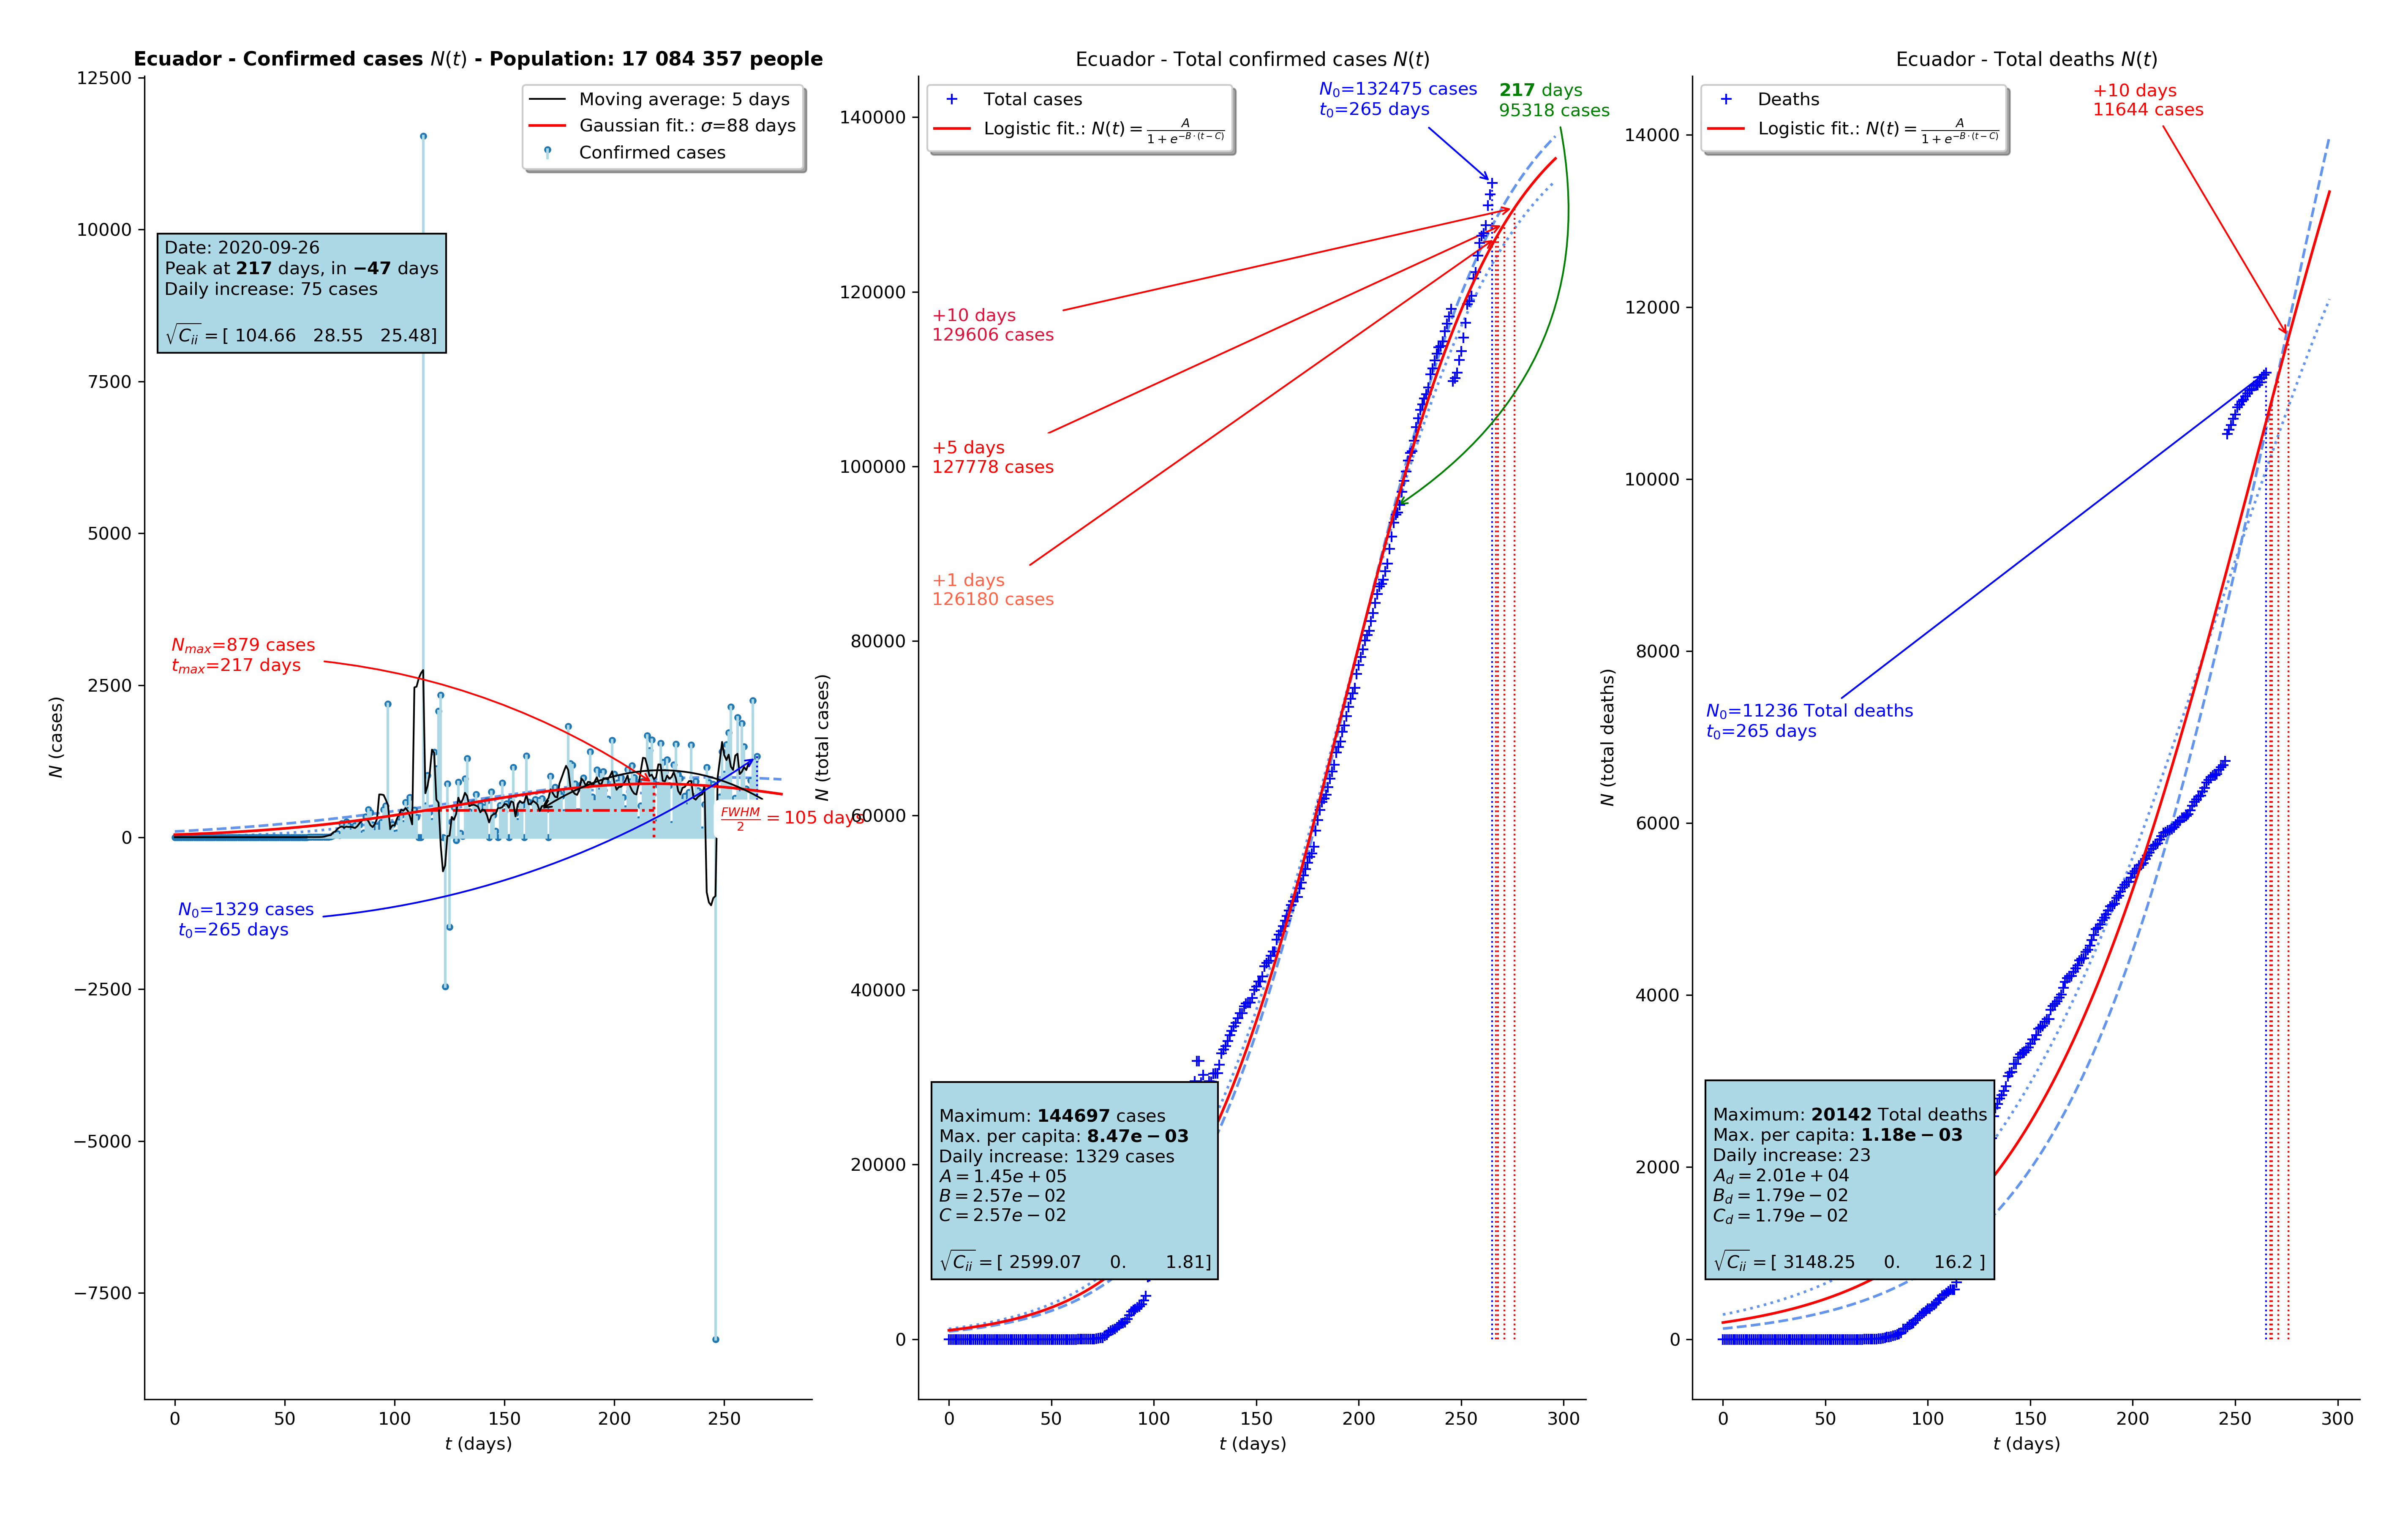 Ecuador - Confirmed cases N(t) - Population: 17 084 357 people
12500
10000
7500
5000
2500
0
−2500
−5000
−7500
N (cases)
0 50 100 150 200 250
t (days)
Moving average: 5 days
Gaussian fit.: σ=88 days
Confirmed cases
Date: 2020-09-26
Peak at 217 days, in −47 days
Daily increase: 75 cases
√C_ii = [ 104.66 28.55 25.48]
N_max=879 cases
t_max=217 days
FWHM/2 = 105 days
N_0=1329 cases
t_0=265 days
Ecuador - Total confirmed cases N(t)
140000
120000
100000
80000
60000
40000
20000
0
N (total cases)
0 50 100 150 200 250 300
t (days)
Total cases
Logistic fit.: N(t) = A/(1 + e^{−B·(t−C)})
N_0=132475 cases
t_0=265 days
217 days
95318 cases
+10 days
129606 cases
+5 days
127778 cases
+1 days
126180 cases
Maximum: 144697 cases
Max. per capita: 8.47e − 03
Daily increase: 1329 cases
A = 1.45e + 05
B = 2.57e − 02
C = 2.57e − 02
√C_ii = [ 2599.07 0. 1.81]
Ecuador - Total deaths N(t)
14000
12000
10000
8000
6000
4000
2000
0
N (total deaths)
0 50 100 150 200 250 300
t (days)
Deaths
Logistic fit.: N(t) = A/(1 + e^{−B·(t−C)})
+10 days
11644 cases
N_0=11236 Total deaths
t_0=265 days
Maximum: 20142 Total deaths
Max. per capita: 1.18e − 03
Daily increase: 23
A_d = 2.01e + 04
B_d = 1.79e − 02
C_d = 1.79e − 02
√C_ii = [ 3148.25 0. 16.2 ]